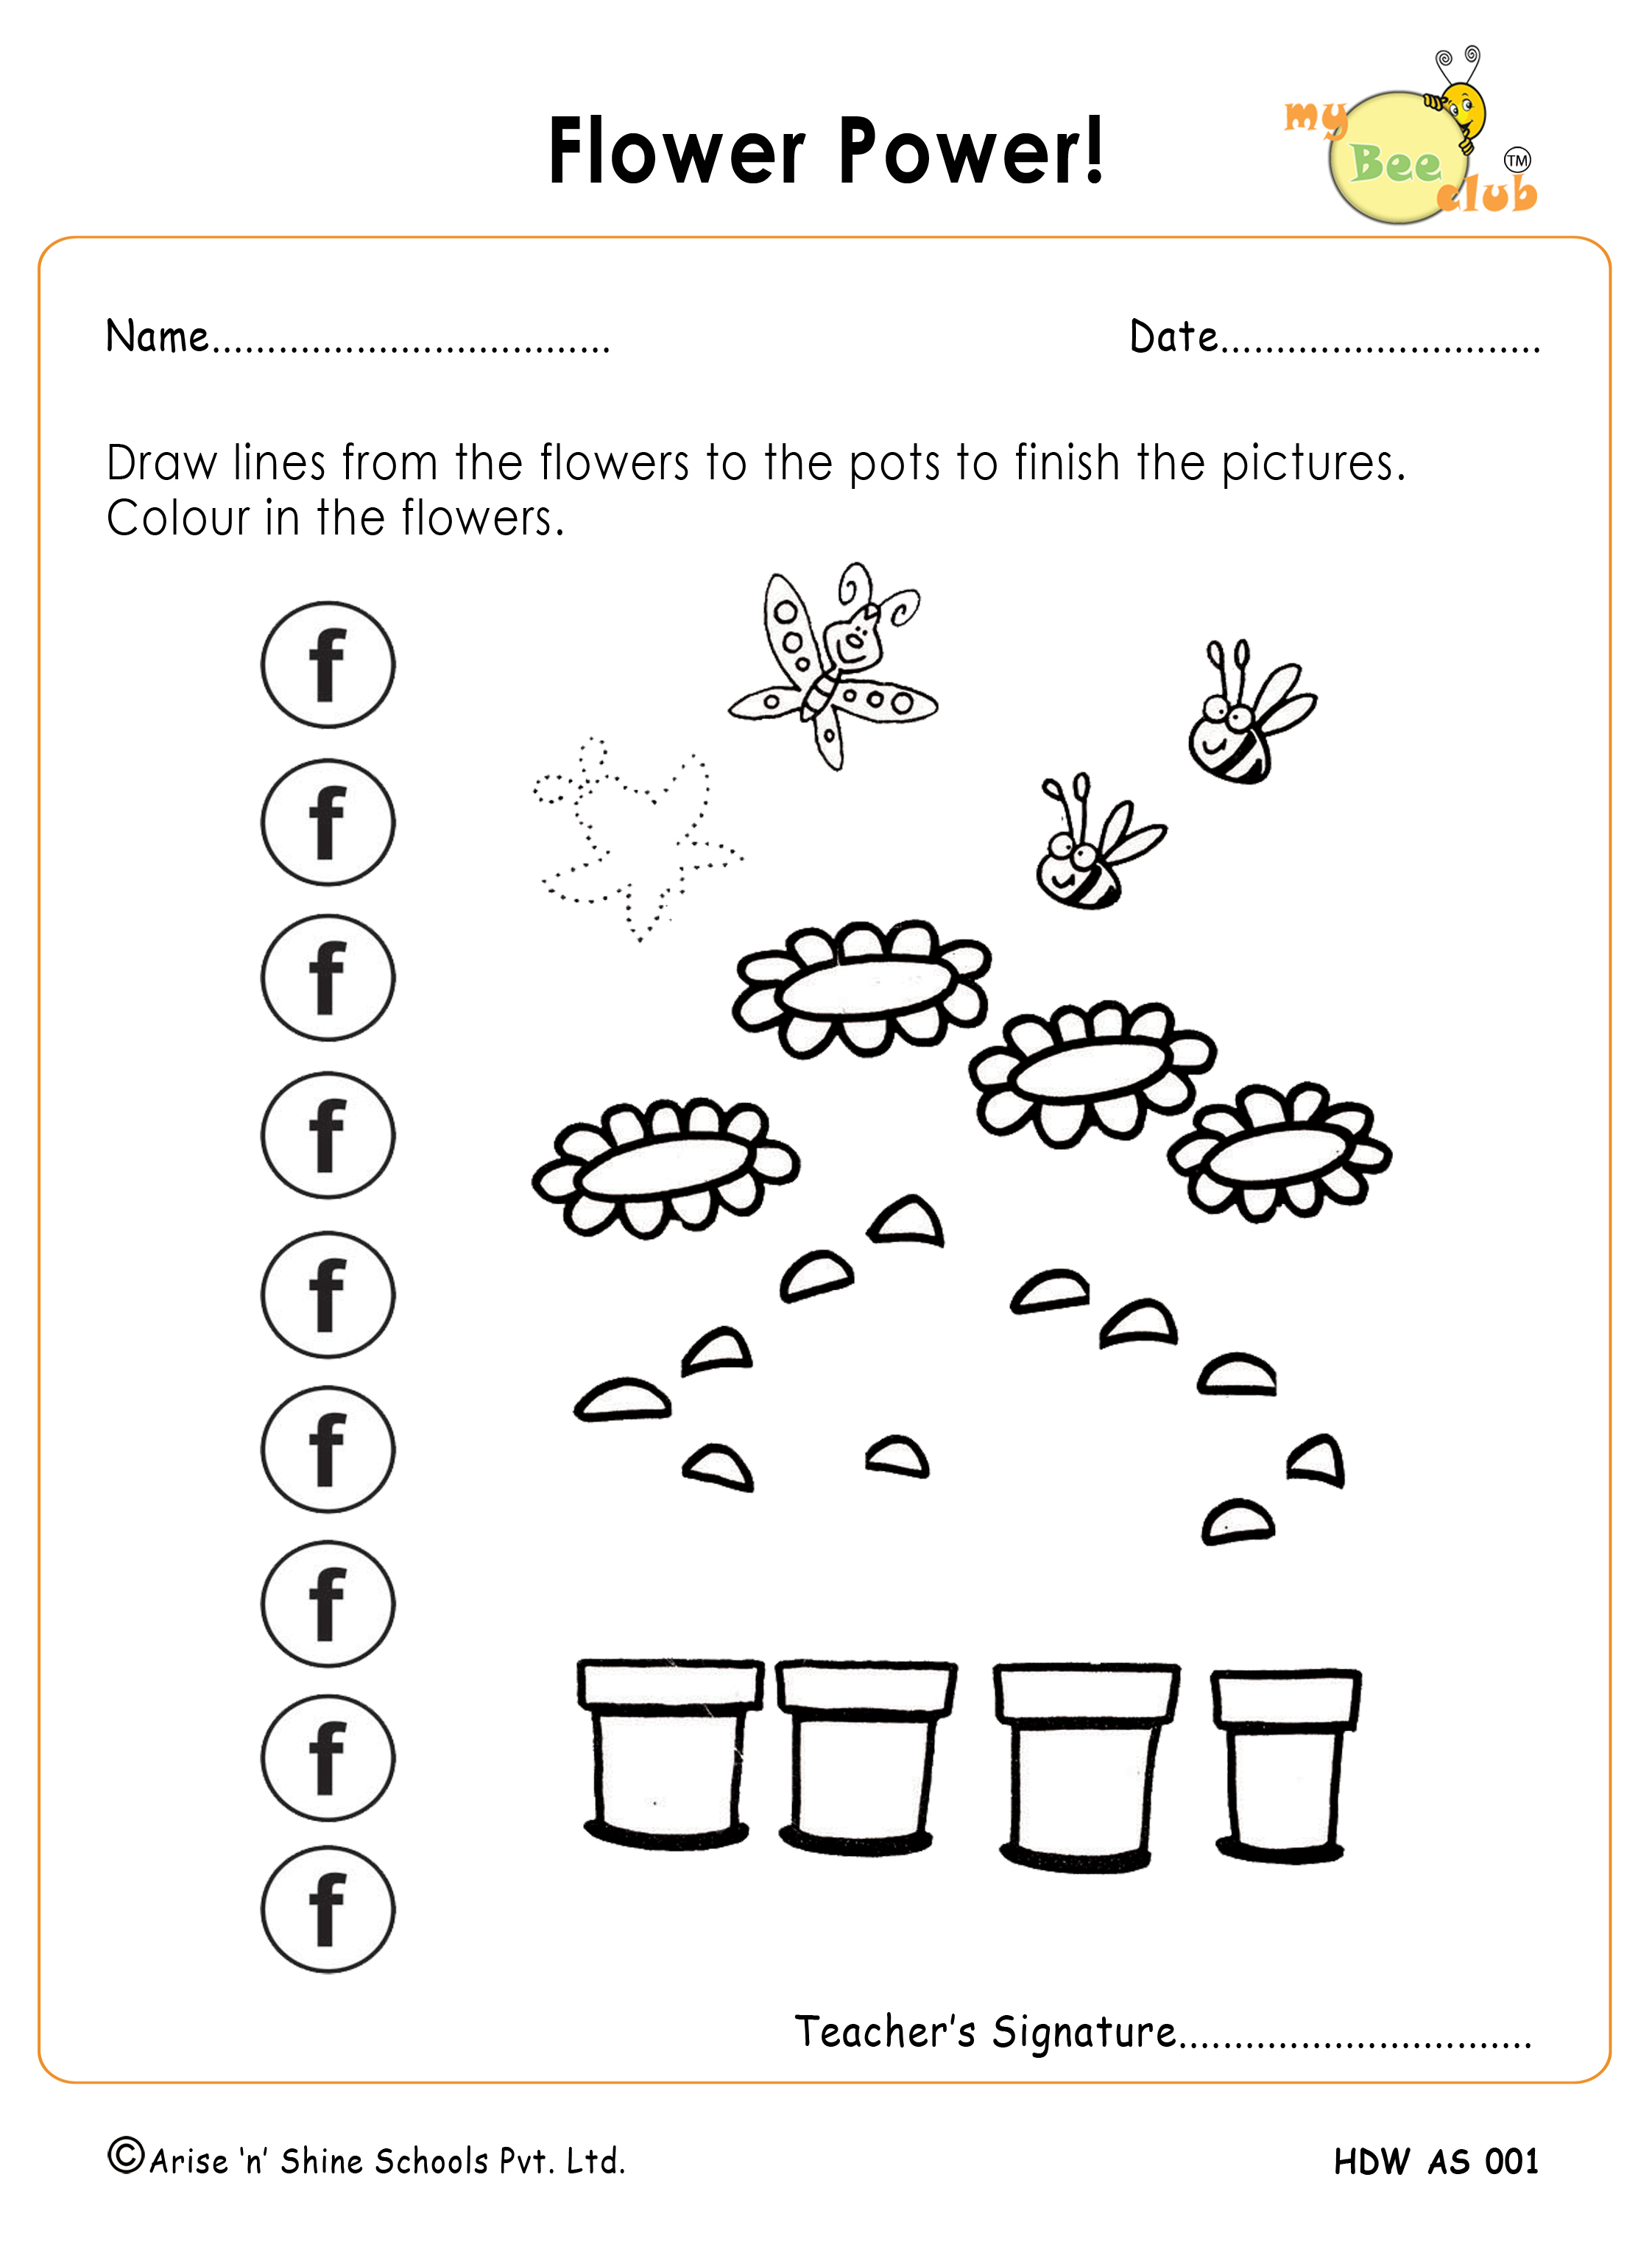 Flower Power!
my
Bee
club
TM
Name....................................
Date.............................
Draw lines from the flowers to the pots to finish the pictures.
Colour in the flowers.
f
f
f
f
f
f
f
f
f
Teacher's Signature................................
©Arise 'n' Shine Schools Pvt. Ltd.
HDW AS 001